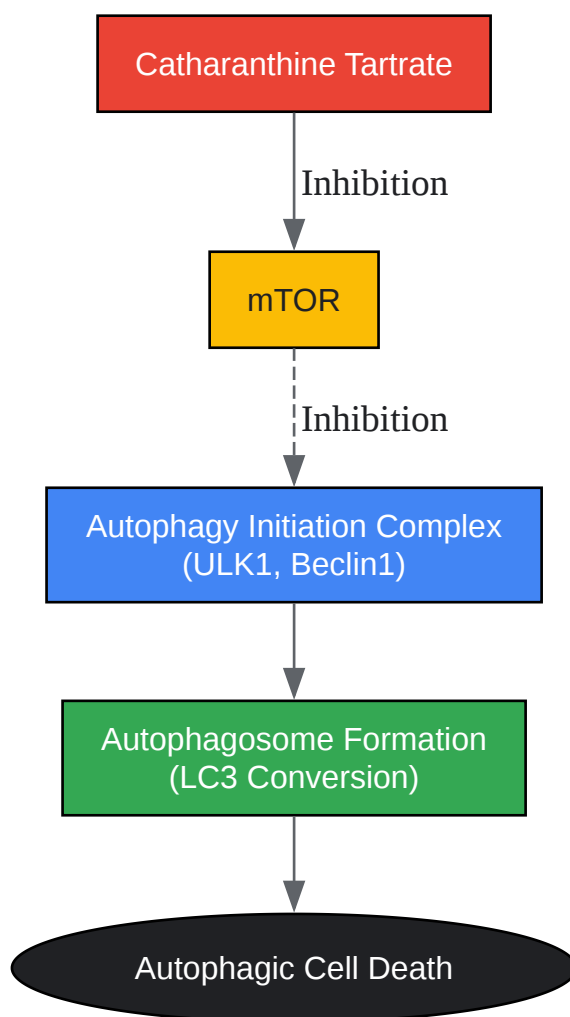 Catharanthine Tartrate
Inhibition
mTOR
Inhibition
Autophagy Initiation Complex
(ULK1, Beclin1)
Autophagosome Formation
(LC3 Conversion)
Autophagic Cell Death